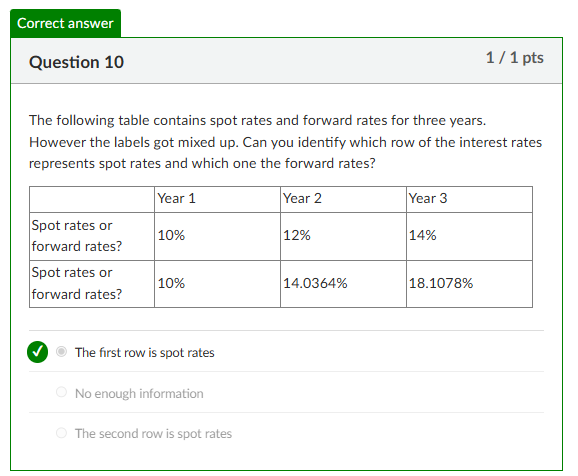 Correct answer
Question 10
1 / 1 pts
The following table contains spot rates and forward rates for three years.
However the labels got mixed up. Can you identify which row of the interest rates
represents spot rates and which one the forward rates?
Year 1 Year 2 Year 3
Spot rates or
forward rates?
10% 12% 14%
Spot rates or
forward rates?
10% 14.0364% 18.1078%
The first row is spot rates
No enough information
The second row is spot rates